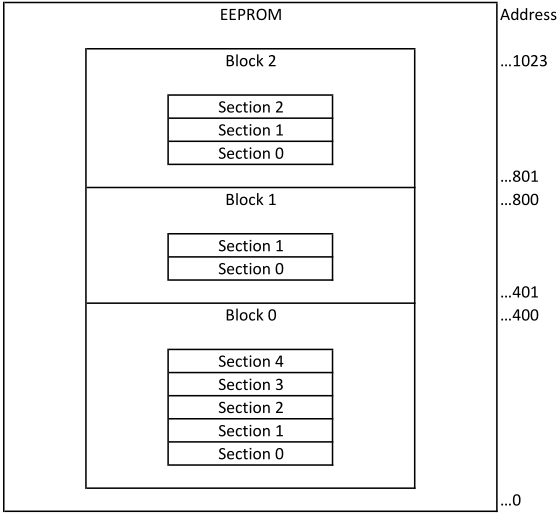 EEPROM Address
Block 2 ...1023
Section 2
Section 1
Section 0
...801
Block 1 ...800
Section 1
Section 0
...401
Block 0 ...400
Section 4
Section 3
Section 2
Section 1
Section 0
...0